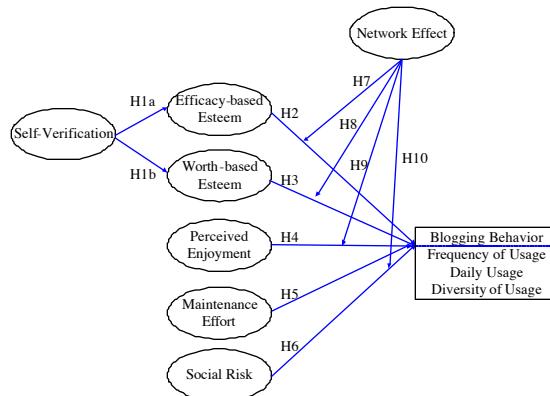 Network Effect
H7
H1a
Efficacy-based
Esteem
H2
H8
Self-Verification
H10
H9
H1b
Worth-based
Esteem
H3
Perceived
Enjoyment
H4
Blogging Behavior
Frequency of Usage
Daily Usage
Diversity of Usage
H5
Maintenance
Effort
H6
Social Risk